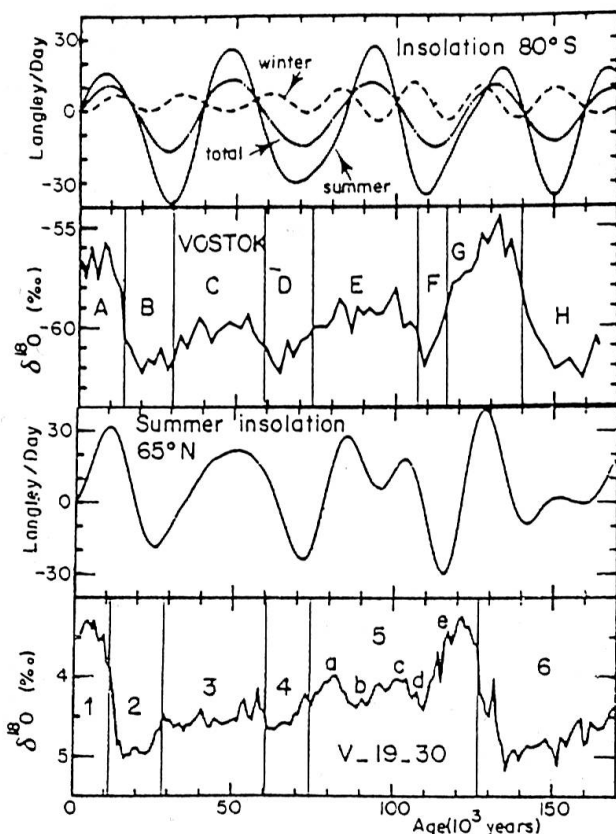 30
Insolation 80°S
winter
Langley/Day
0
total
summer
-30
-55
VOSTOK
G
A B C D E F H
δ¹⁸O (‰)
-60
Summer insolation
65°N
30
Langley/Day
0
-30
e
5
4
a c
1 2 3 4 b d 6
δ¹⁸O (‰)
5
V_19_30
0 50 100 150
Age(10³ years)